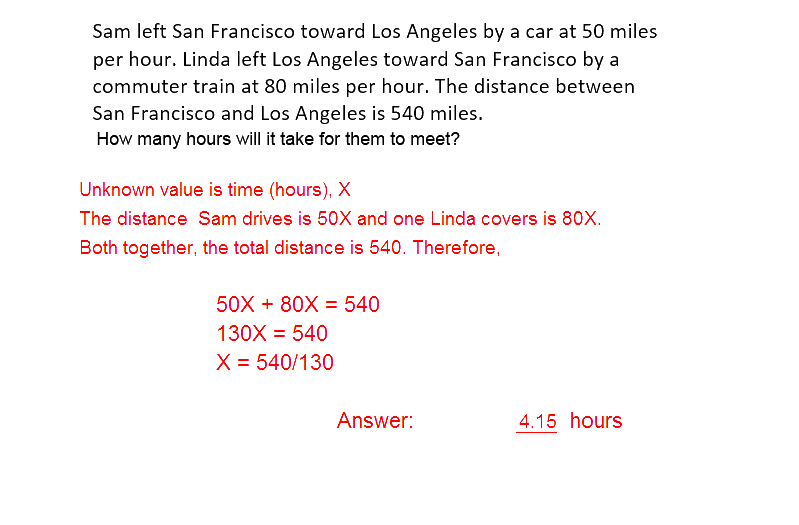 Sam left San Francisco toward Los Angeles by a car at 50 miles
per hour. Linda left Los Angeles toward San Francisco by a
commuter train at 80 miles per hour. The distance between
San Francisco and Los Angeles is 540 miles.
How many hours will it take for them to meet?
Unknown value is time (hours), X
The distance  Sam drives is 50X and one Linda covers is 80X.
Both together, the total distance is 540. Therefore,
50X + 80X = 540
130X = 540
X = 540/130
Answer: 4.15 hours